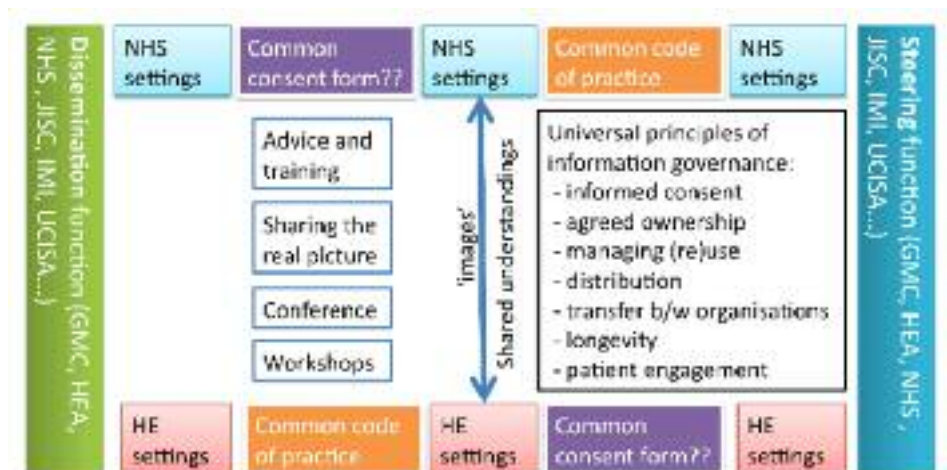 Dissemination function (GMC, HEA,
NHS, JISC, IMI, UCISA...)
NHS
settings
Common
consent form??
NHS
settings
Common code
of practice
NHS
settings
Advice and
training
Sharing the
real picture
Conference
Workshops
'images'
Shared understandings
Universal principles of
information governance:
- informed consent
- agreed ownership
- managing (re)use
- distribution
- transfer b/w organisations
- longevity
- patient engagement
HE
settings
Common code
of practice
HE
settings
Common
consent form??
HE
settings
Steering function (GMC, HEA, NHS,
JISC, IMI, UCISA...)